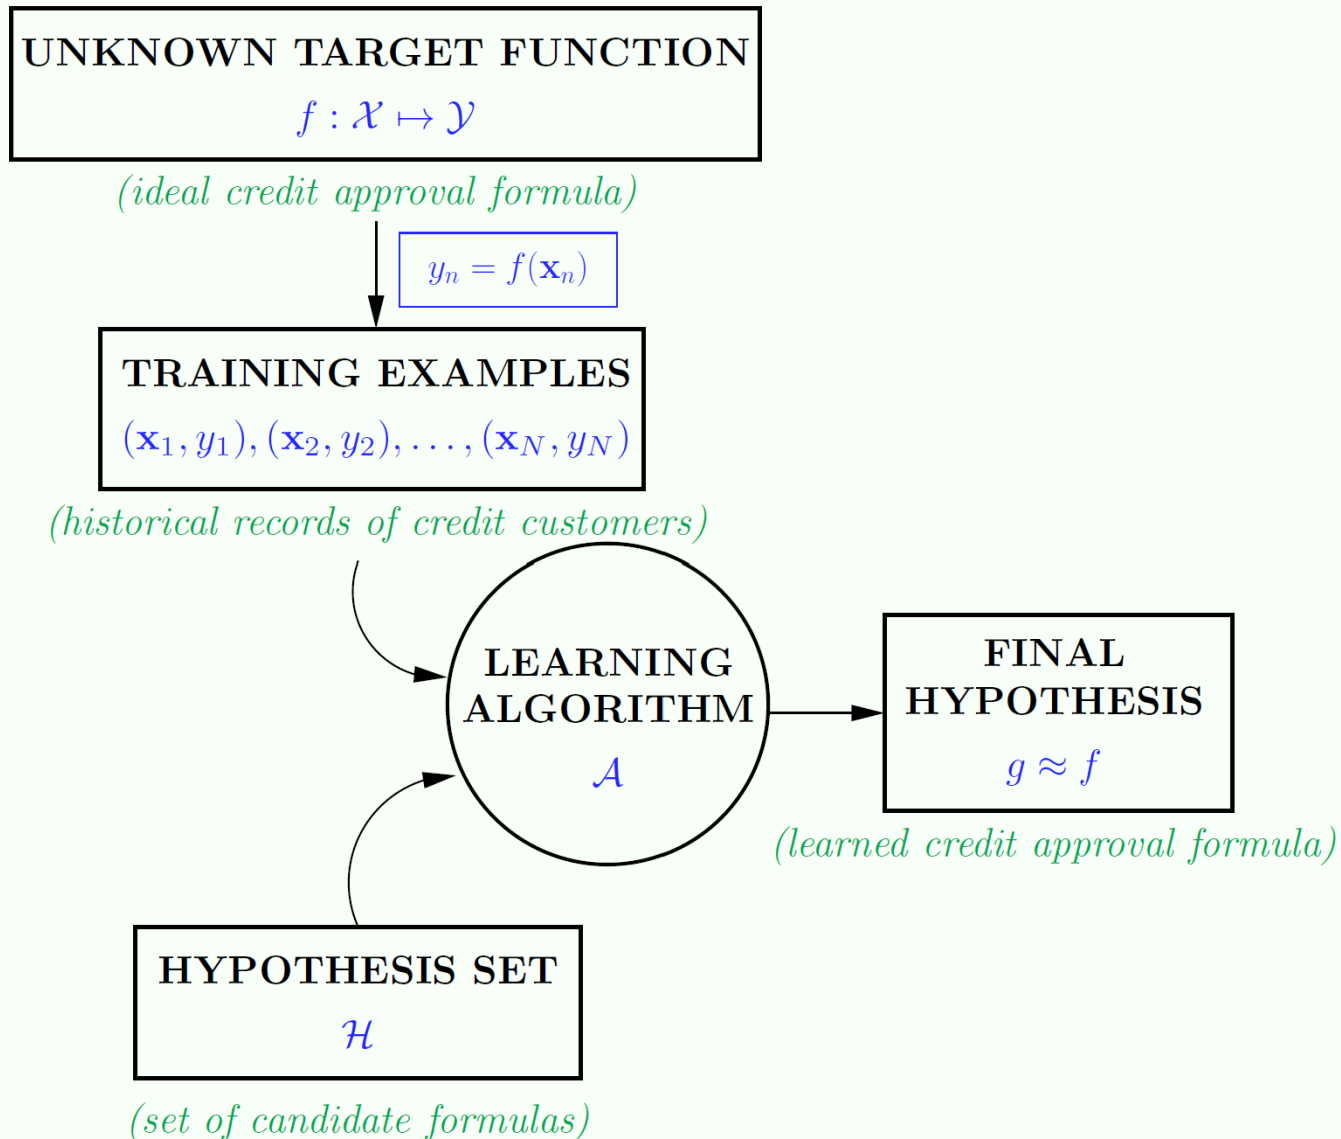 UNKNOWN TARGET FUNCTION
f : 𝒳 ↦ 𝒴
(ideal credit approval formula)
yₙ = f(𝐱ₙ)
TRAINING EXAMPLES
(𝐱₁, y₁), (𝐱₂, y₂), . . . , (𝐱_N, y_N)
(historical records of credit customers)
LEARNING
ALGORITHM
𝒜
FINAL
HYPOTHESIS
g ≈ f
(learned credit approval formula)
HYPOTHESIS SET
ℋ
(set of candidate formulas)